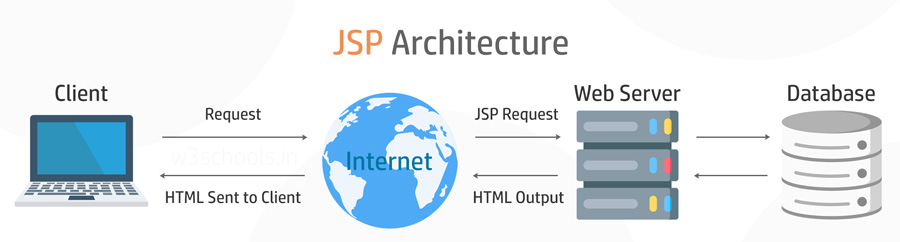 JSP Architecture
Client
Web Server
Database
Request
JSP Request
Internet
w3schools.in
HTML Sent to Client
HTML Output